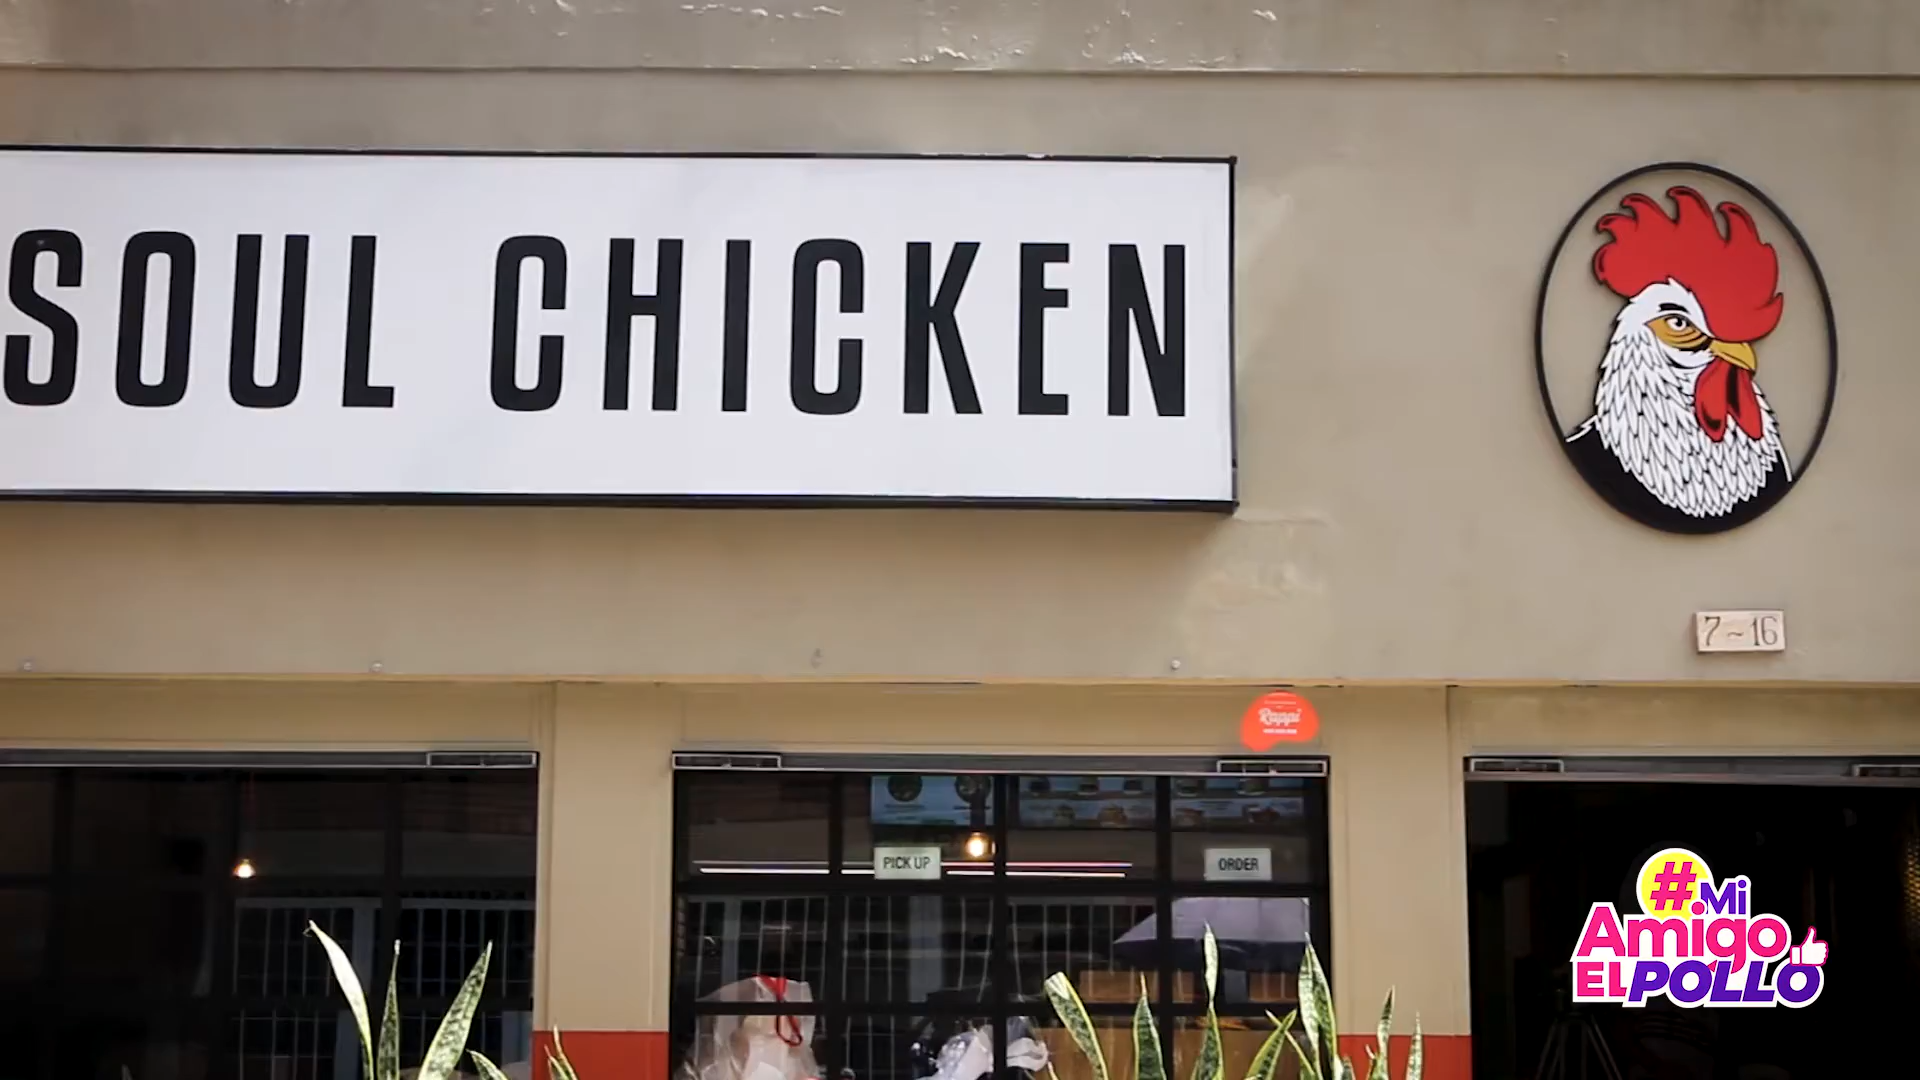 SOUL CHICKEN
7~16
Rappi
PICK UP
ORDER
#Mi
Amigo
EL POLLO